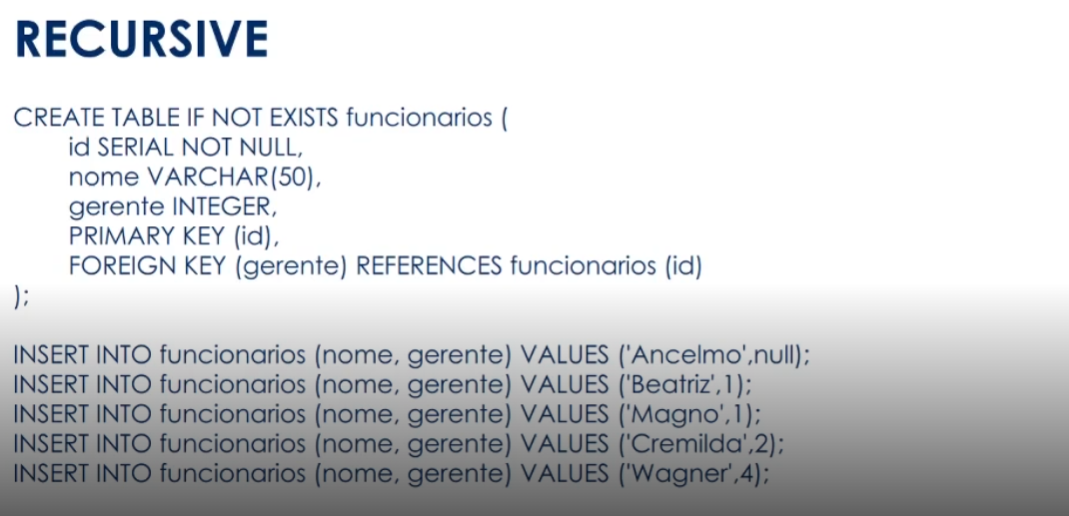 RECURSIVE
CREATE TABLE IF NOT EXISTS funcionarios (
id SERIAL NOT NULL,
nome VARCHAR(50),
gerente INTEGER,
PRIMARY KEY (id),
FOREIGN KEY (gerente) REFERENCES funcionarios (id)
);
INSERT INTO funcionarios (nome, gerente) VALUES ('Ancelmo',null);
INSERT INTO funcionarios (nome, gerente) VALUES ('Beatriz',1);
INSERT INTO funcionarios (nome, gerente) VALUES ('Magno',1);
INSERT INTO funcionarios (nome, gerente) VALUES ('Cremilda',2);
INSERT INTO funcionarios (nome, gerente) VALUES ('Wagner',4);